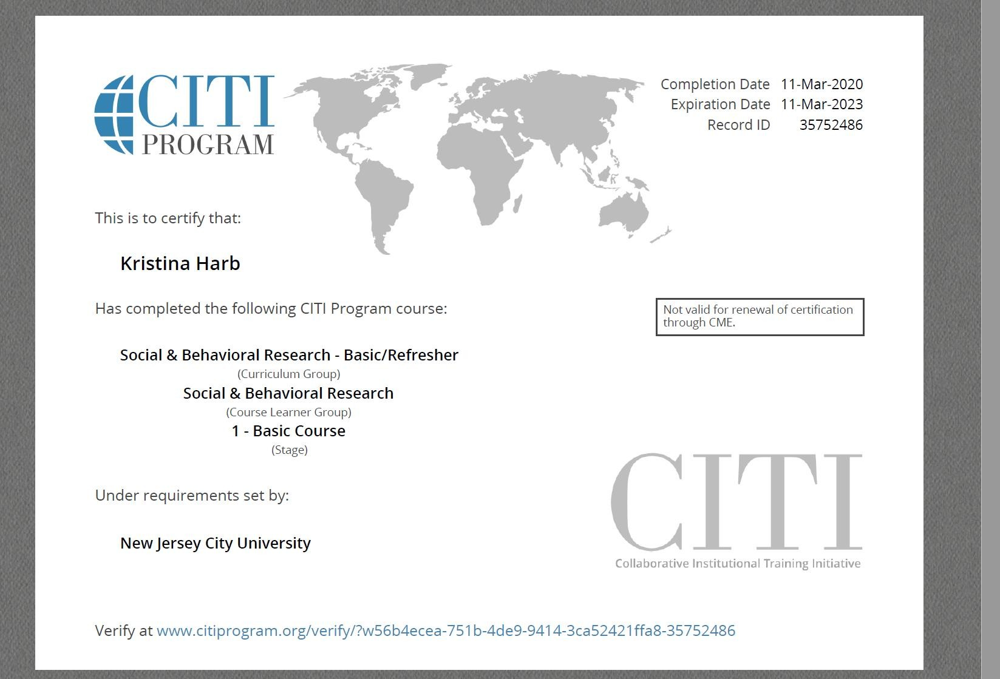 CITI
PROGRAM
Completion Date 11-Mar-2020
Expiration Date 11-Mar-2023
Record ID 35752486
This is to certify that:
Kristina Harb
Has completed the following CITI Program course:
Not valid for renewal of certification
through CME.
Social & Behavioral Research - Basic/Refresher
(Curriculum Group)
Social & Behavioral Research
(Course Learner Group)
1 - Basic Course
(Stage)
Under requirements set by:
New Jersey City University
CITI
Collaborative Institutional Training Initiative
Verify at www.citiprogram.org/verify/?w56b4ecea-751b-4de9-9414-3ca52421ffa8-35752486